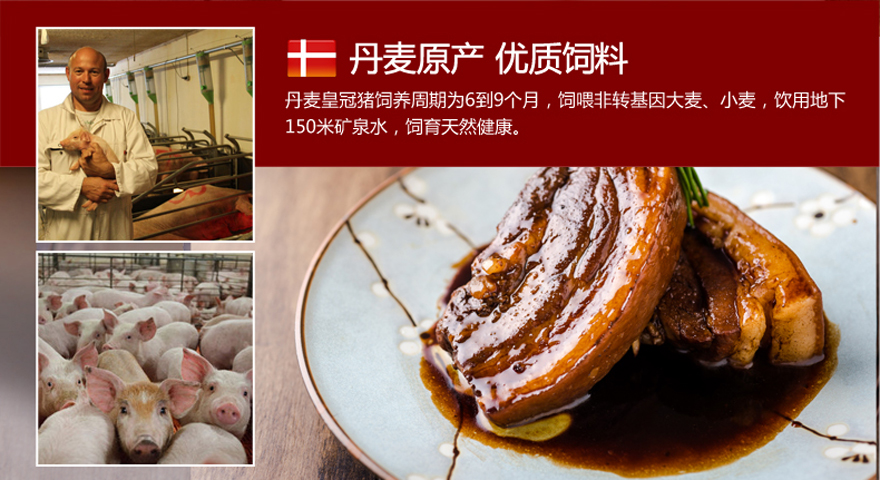 丹麦原产 优质饲料
丹麦皇冠猪饲养周期为6到9个月，饲喂非转基因大麦、小麦，饮用地下
150米矿泉水，饲育天然健康。